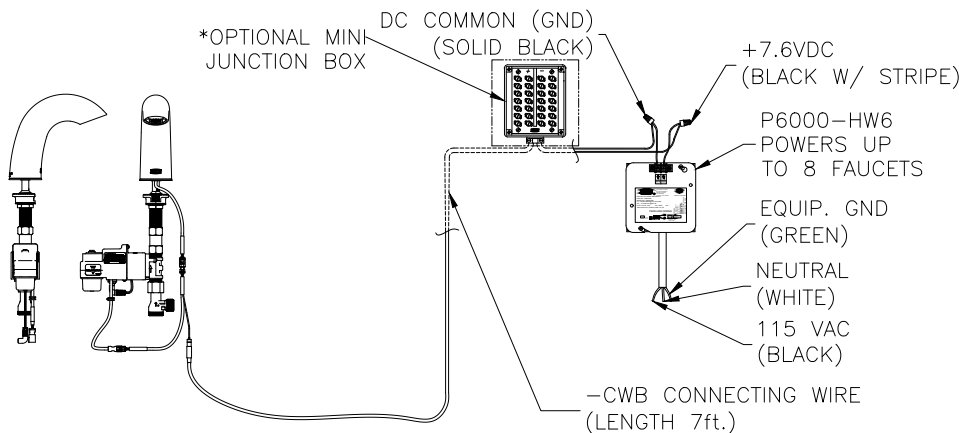 DC COMMON (GND)
(SOLID BLACK)
*OPTIONAL MINI
JUNCTION BOX
+7.6VDC
(BLACK W/ STRIPE)
P6000-HW6
POWERS UP
TO 8 FAUCETS
EQUIP. GND
(GREEN)
NEUTRAL
(WHITE)
115 VAC
(BLACK)
-CWB CONNECTING WIRE
(LENGTH 7ft.)